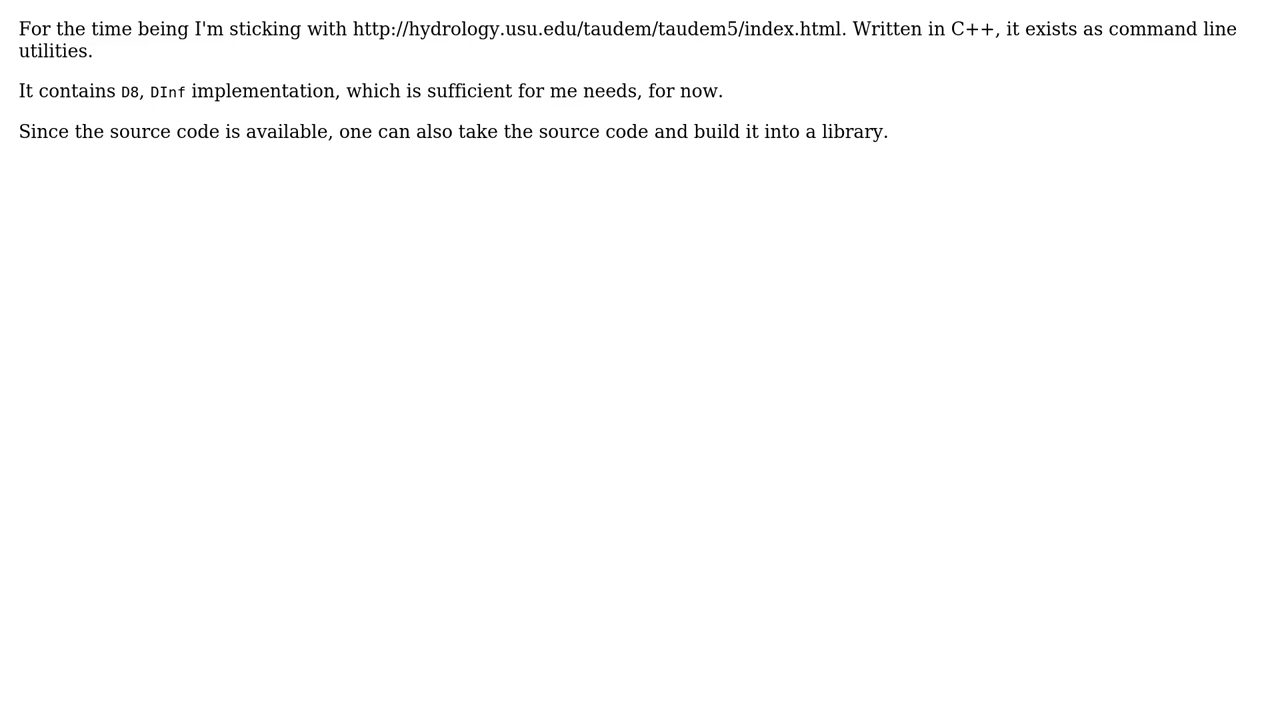 For the time being I'm sticking with http://hydrology.usu.edu/taudem/taudem5/index.html. Written in C++, it exists as command line
utilities.
It contains D8, DInf implementation, which is sufficient for me needs, for now.
Since the source code is available, one can also take the source code and build it into a library.